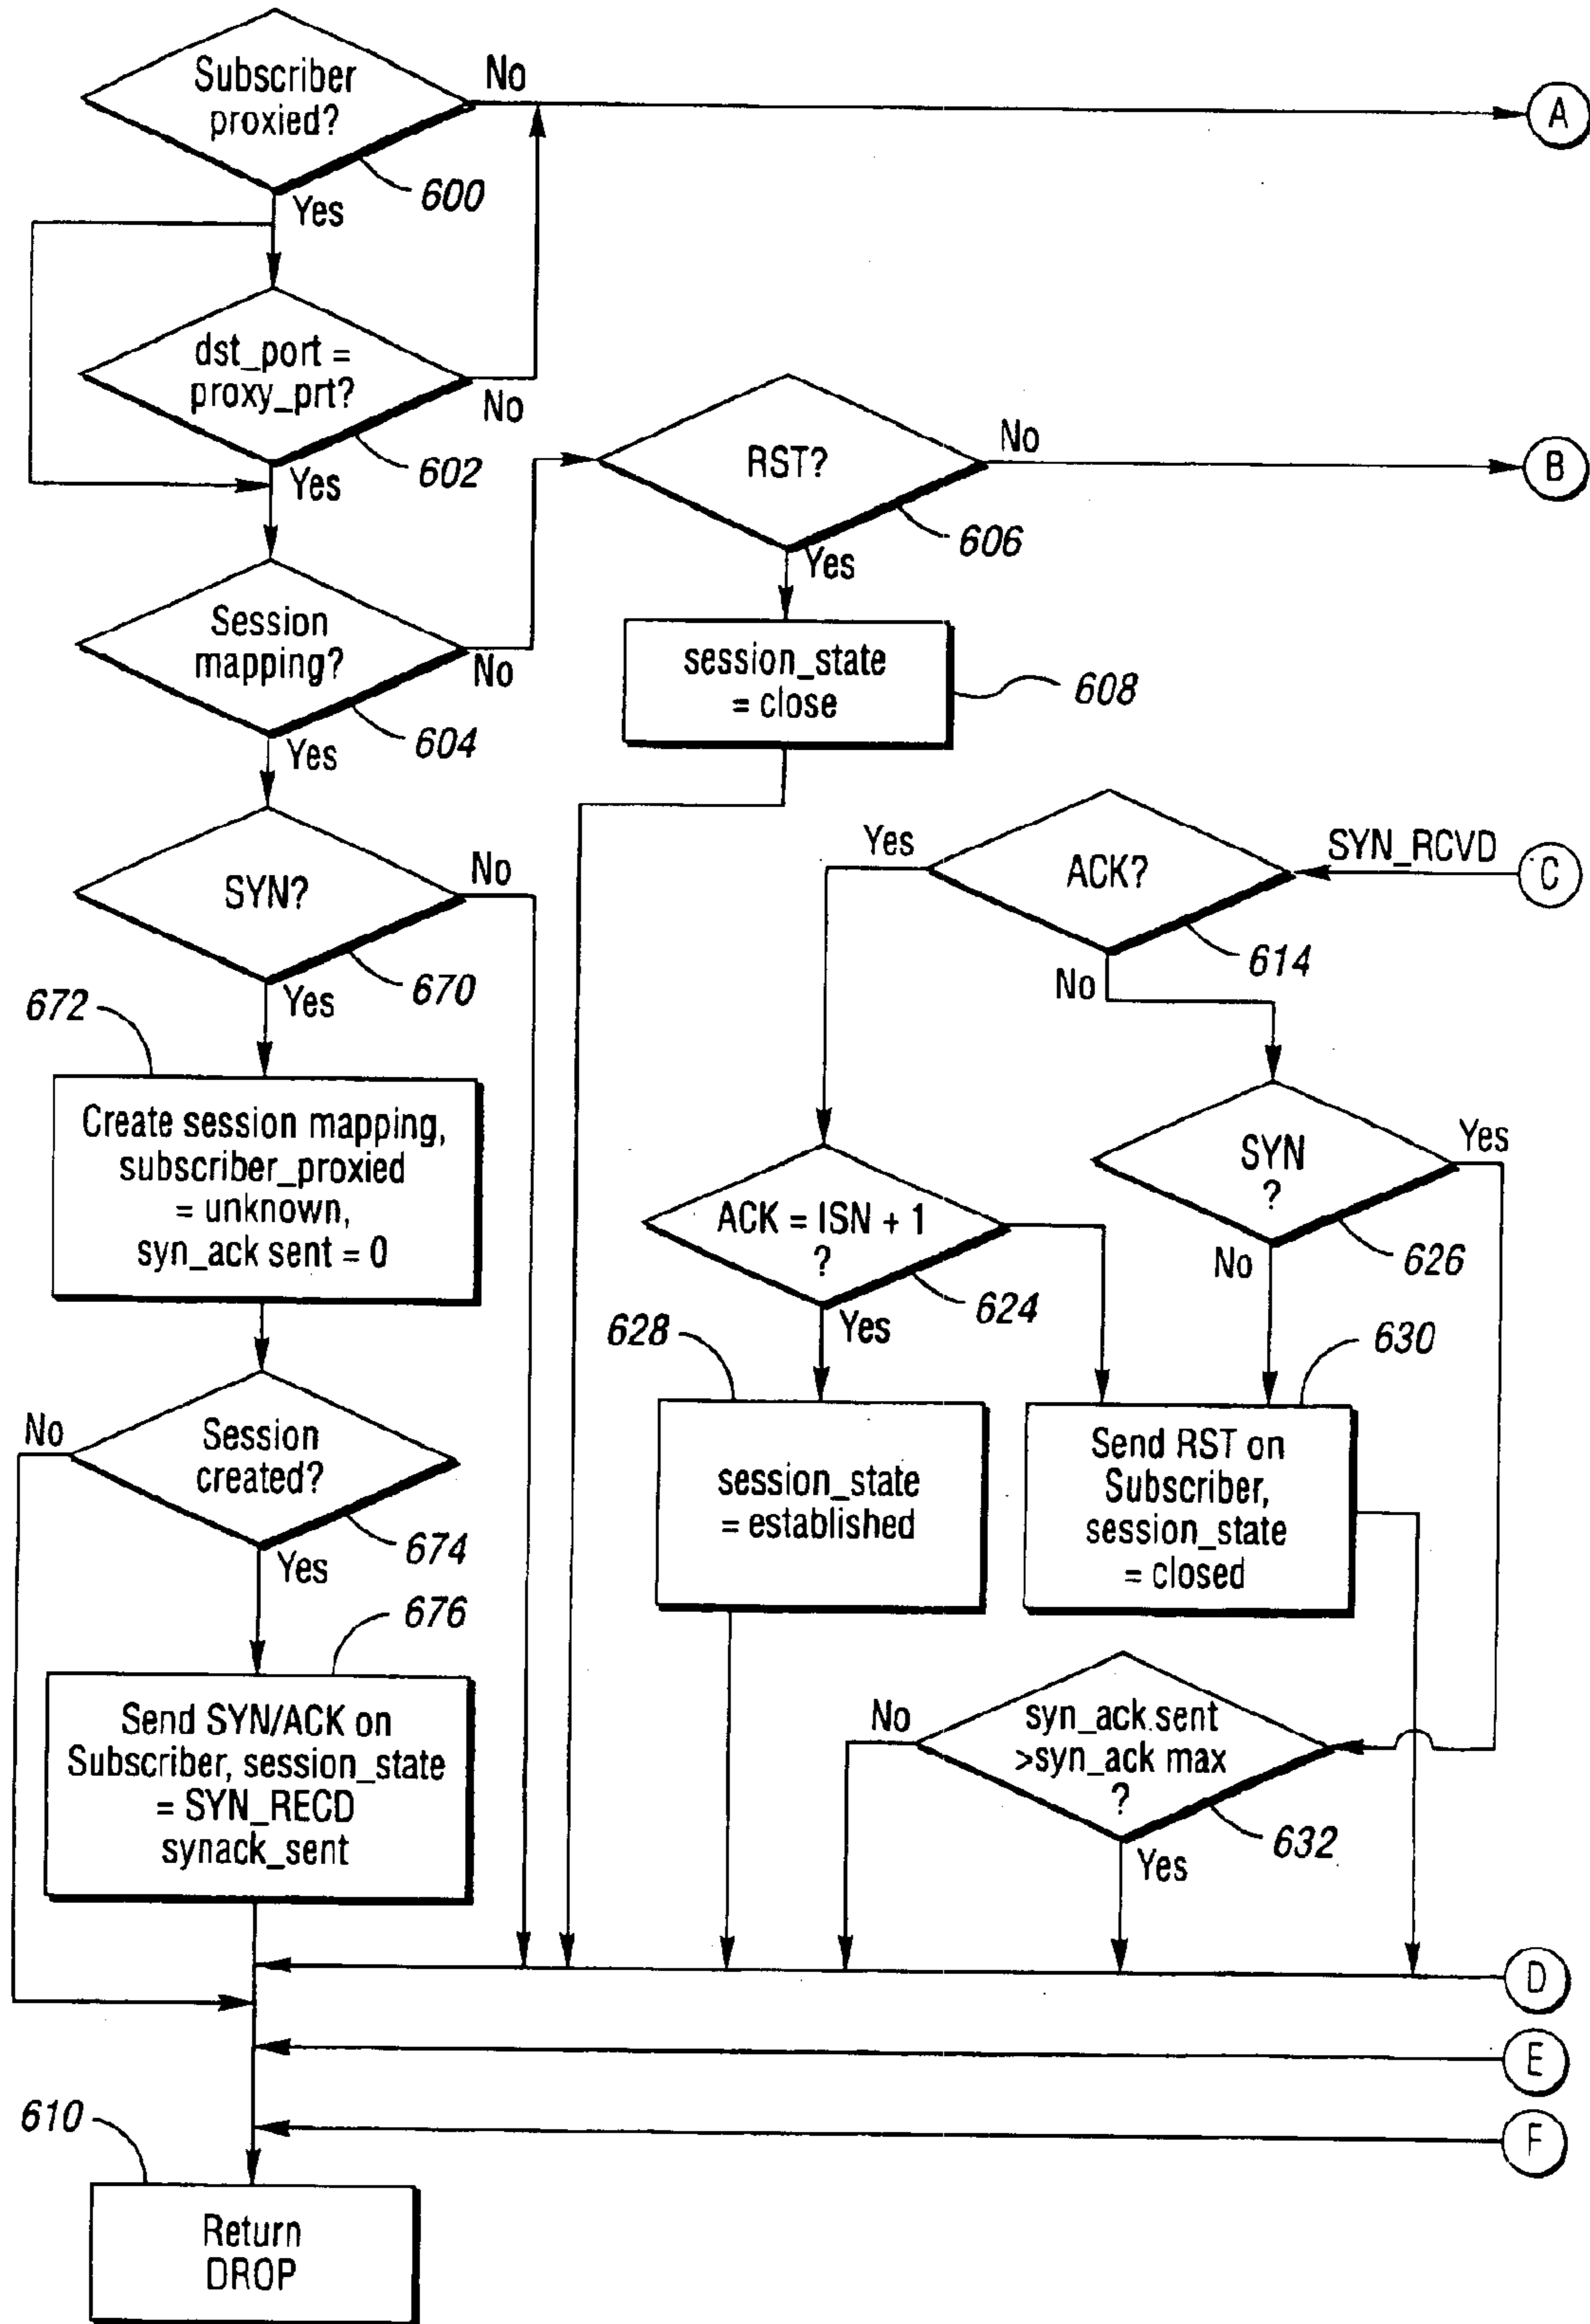 Subscriber
proxied?
No
A
600
Yes
dst_port =
proxy_prt?
No
602
Yes
RST?
No
B
606
Yes
Session
mapping?
No
604
Yes
session_state
= close
608
SYN?
No
670
Yes
ACK?
Yes
SYN_RCVD
C
614
No
672
Create session mapping,
subscriber_proxied
= unknown,
syn_ack sent = 0
SYN
?
Yes
626
No
ACK = ISN + 1
?
624
Yes
628
session_state
= established
630
Send RST on
Subscriber,
session_state
= closed
Session
created?
No
674
Yes
676
Send SYN/ACK on
Subscriber, session_state
= SYN_RECD
synack_sent
syn_ack.sent
>syn_ack max
?
No
632
Yes
D
E
F
610
Return
DROP